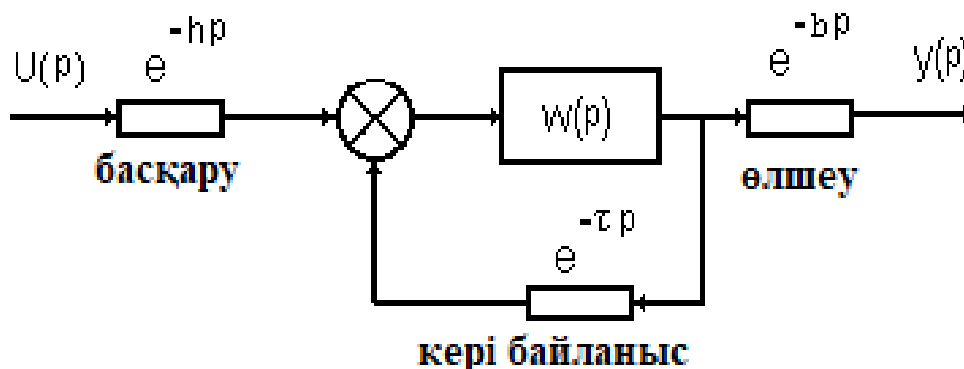 U(p)
e^-hp
басқару
w(p)
e^-bp
y(p)
өлшеу
e^-τp
кері байланыс